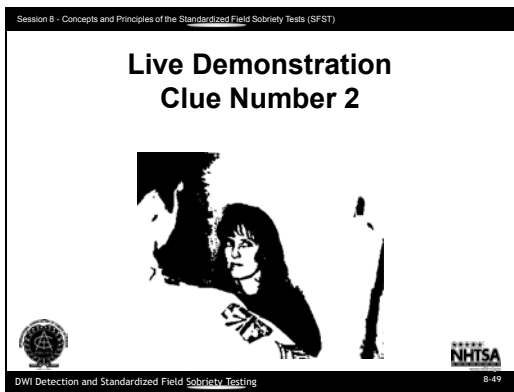 Session 8 - Concepts and Principles of the Standardized Field Sobriety Tests (SFST)
Live Demonstration
Clue Number 2
NHTSA
DWI Detection and Standardized Field Sobriety Testing
8-49